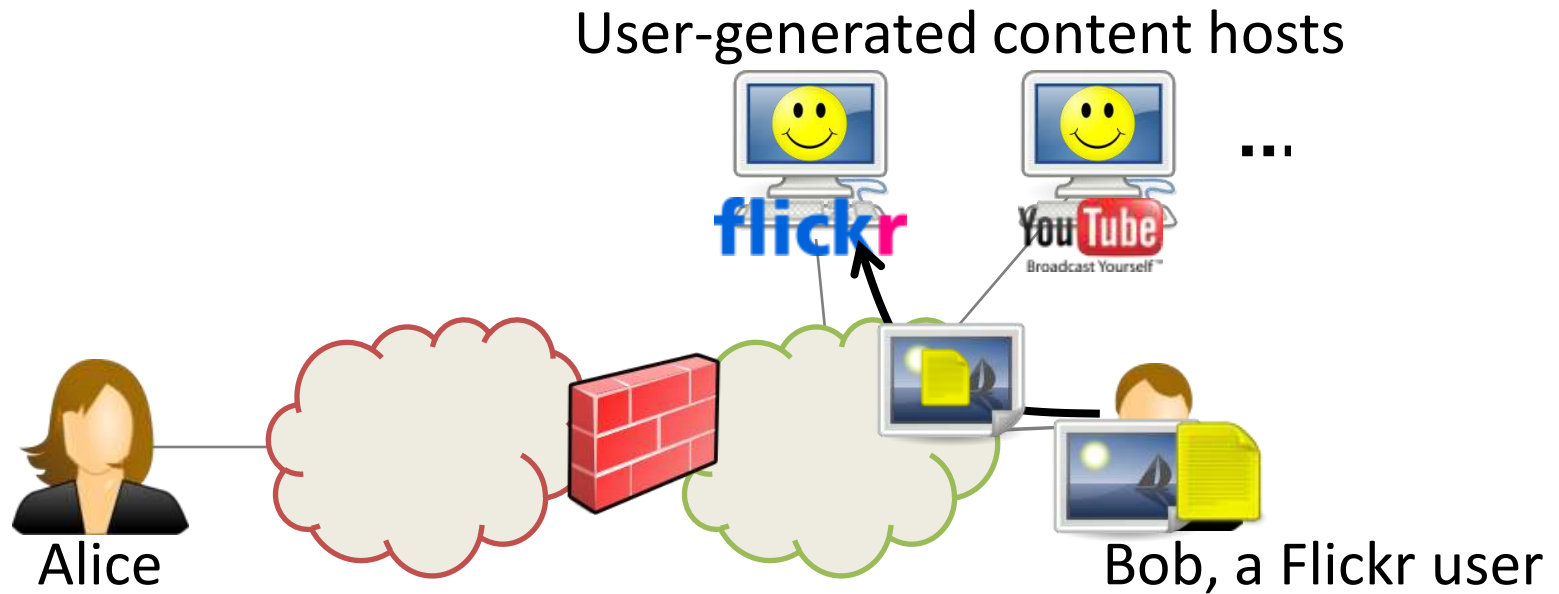 User-generated content hosts
...
flickr
YouTube
Broadcast Yourself™
Alice
Bob, a Flickr user